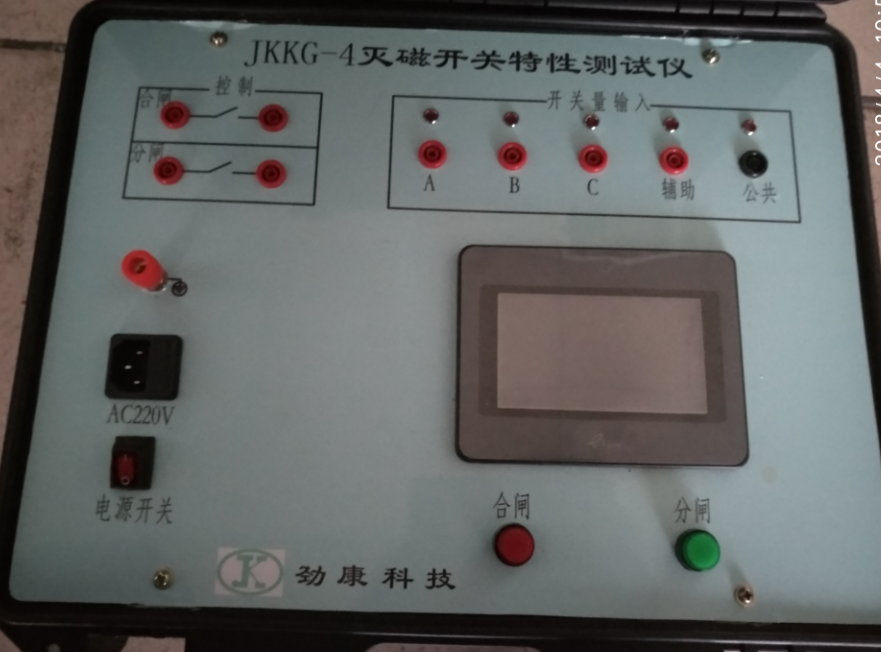 JKKG-4灭磁开关特性测试仪
控制
合闸
分闸
开关量输入
A
B
C
辅助
公共
AC220V
电源开关
合闸
分闸
JK
劲康科技